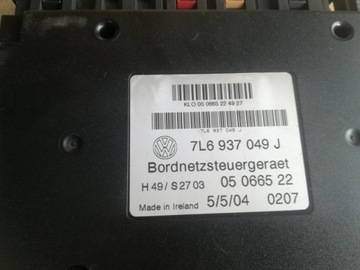 KLO 05 0665 22 49 27
7L6 937 049 J
7L6 937 049 J
Bordnetzsteuergeraet
H 49/ S 27 03 05 0665 22
Made in Ireland 5/5/04 0207